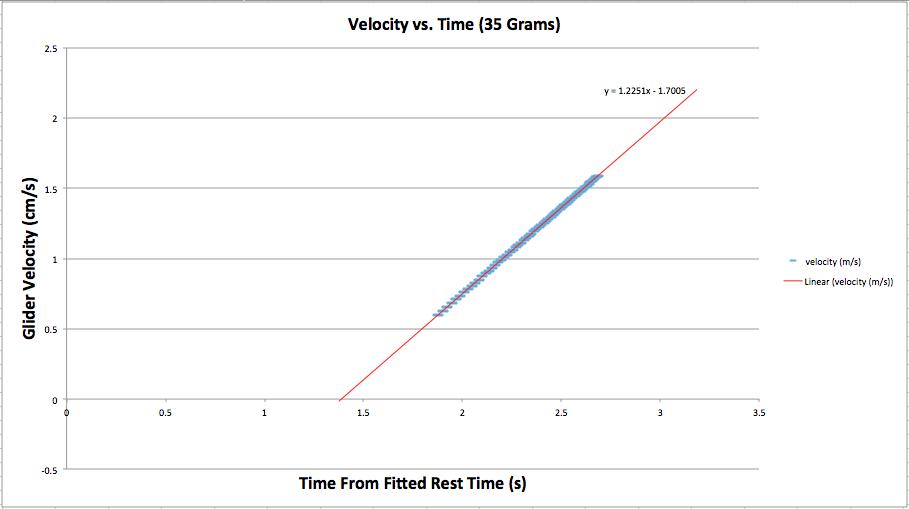 Velocity vs. Time (35 Grams)
2.5
y = 1.2251x - 1.7005
2
1.5
Glider Velocity (cm/s)
1
velocity (m/s)
Linear (velocity (m/s))
0.5
0
0 0.5 1 1.5 2 2.5 3 3.5
-0.5
Time From Fitted Rest Time (s)